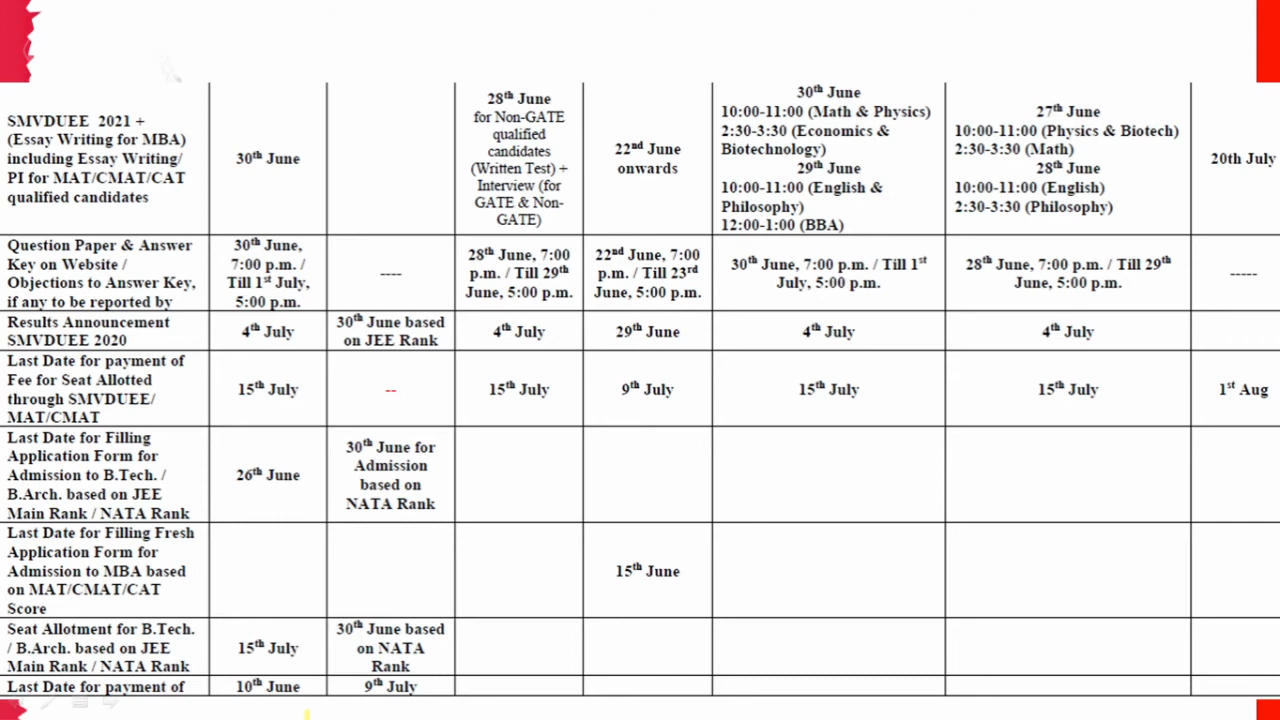 SMVDUEE 2021 +
(Essay Writing for MBA)
including Essay Writing/
PI for MAT/CMAT/CAT
qualified candidates
30th June
28th June
for Non-GATE
qualified
candidates
(Written Test) +
Interview (for
GATE & Non-
GATE)
22nd June
onwards
30th June
10:00-11:00 (Math & Physics)
2:30-3:30 (Economics &
Biotechnology)
29th June
10:00-11:00 (English &
Philosophy)
12:00-1:00 (BBA)
27th June
10:00-11:00 (Physics & Biotech)
2:30-3:30 (Math)
28th June
10:00-11:00 (English)
2:30-3:30 (Philosophy)
20th July
Question Paper & Answer
Key on Website /
Objections to Answer Key,
if any to be reported by
30th June,
7:00 p.m. /
Till 1st July,
5:00 p.m.
----
28th June, 7:00
p.m. / Till 29th
June, 5:00 p.m.
22nd June, 7:00
p.m. / Till 23rd
June, 5:00 p.m.
30th June, 7:00 p.m. / Till 1st
July, 5:00 p.m.
28th June, 7:00 p.m. / Till 29th
June, 5:00 p.m.
-----
Results Announcement
SMVDUEE 2020
4th July
30th June based
on JEE Rank
4th July
29th June
4th July
4th July
Last Date for payment of
Fee for Seat Allotted
through SMVDUEE/
MAT/CMAT
15th July
--
15th July
9th July
15th July
15th July
1st Aug
Last Date for Filling
Application Form for
Admission to B.Tech. /
B.Arch. based on JEE
Main Rank / NATA Rank
26th June
30th June for
Admission
based on
NATA Rank
Last Date for Filling Fresh
Application Form for
Admission to MBA based
on MAT/CMAT/CAT
Score
15th June
Seat Allotment for B.Tech.
/ B.Arch. based on JEE
Main Rank / NATA Rank
15th July
30th June based
on NATA
Rank
Last Date for payment of
10th June
9th July